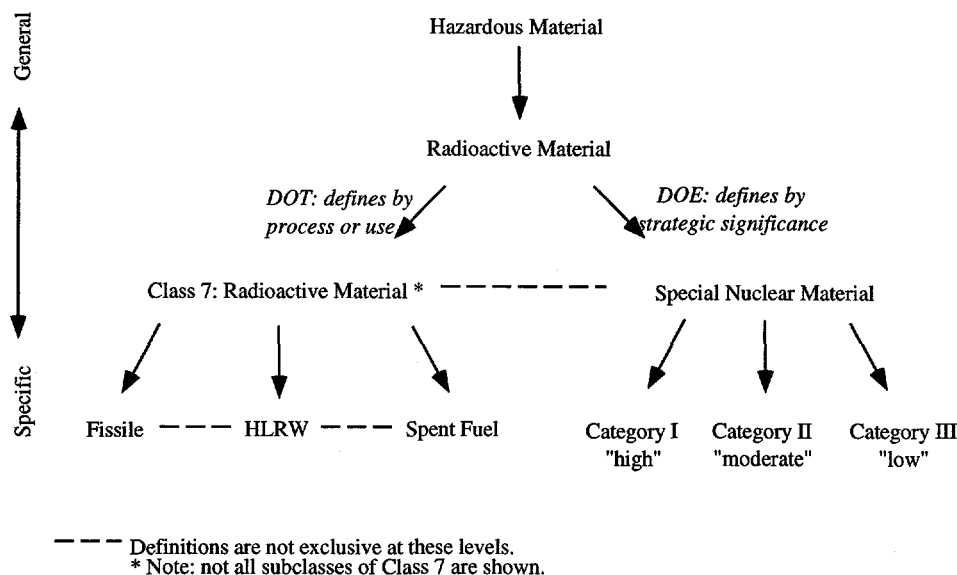 General
Hazardous Material
Radioactive Material
DOT: defines by
process or use
DOE: defines by
strategic significance
Class 7: Radioactive Material *
Special Nuclear Material
Specific
Fissile
HLRW
Spent Fuel
Category I
"high"
Category II
"moderate"
Category III
"low"
Definitions are not exclusive at these levels.
* Note: not all subclasses of Class 7 are shown.